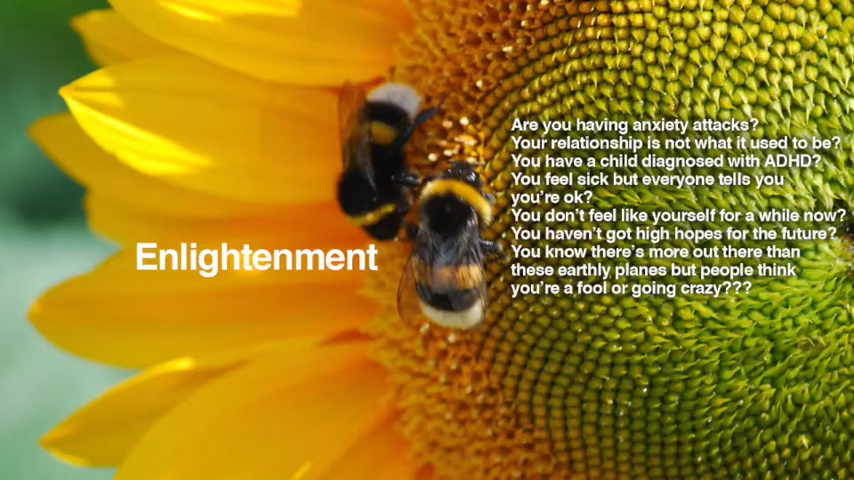 Enlightenment
Are you having anxiety attacks?
Your relationship is not what it used to be?
You have a child diagnosed with ADHD?
You feel sick but everyone tells you
you're ok?
You don't feel like yourself for a while now?
You haven't got high hopes for the future?
You know there's more out there than
these earthly planes but people think
you're a fool or going crazy???